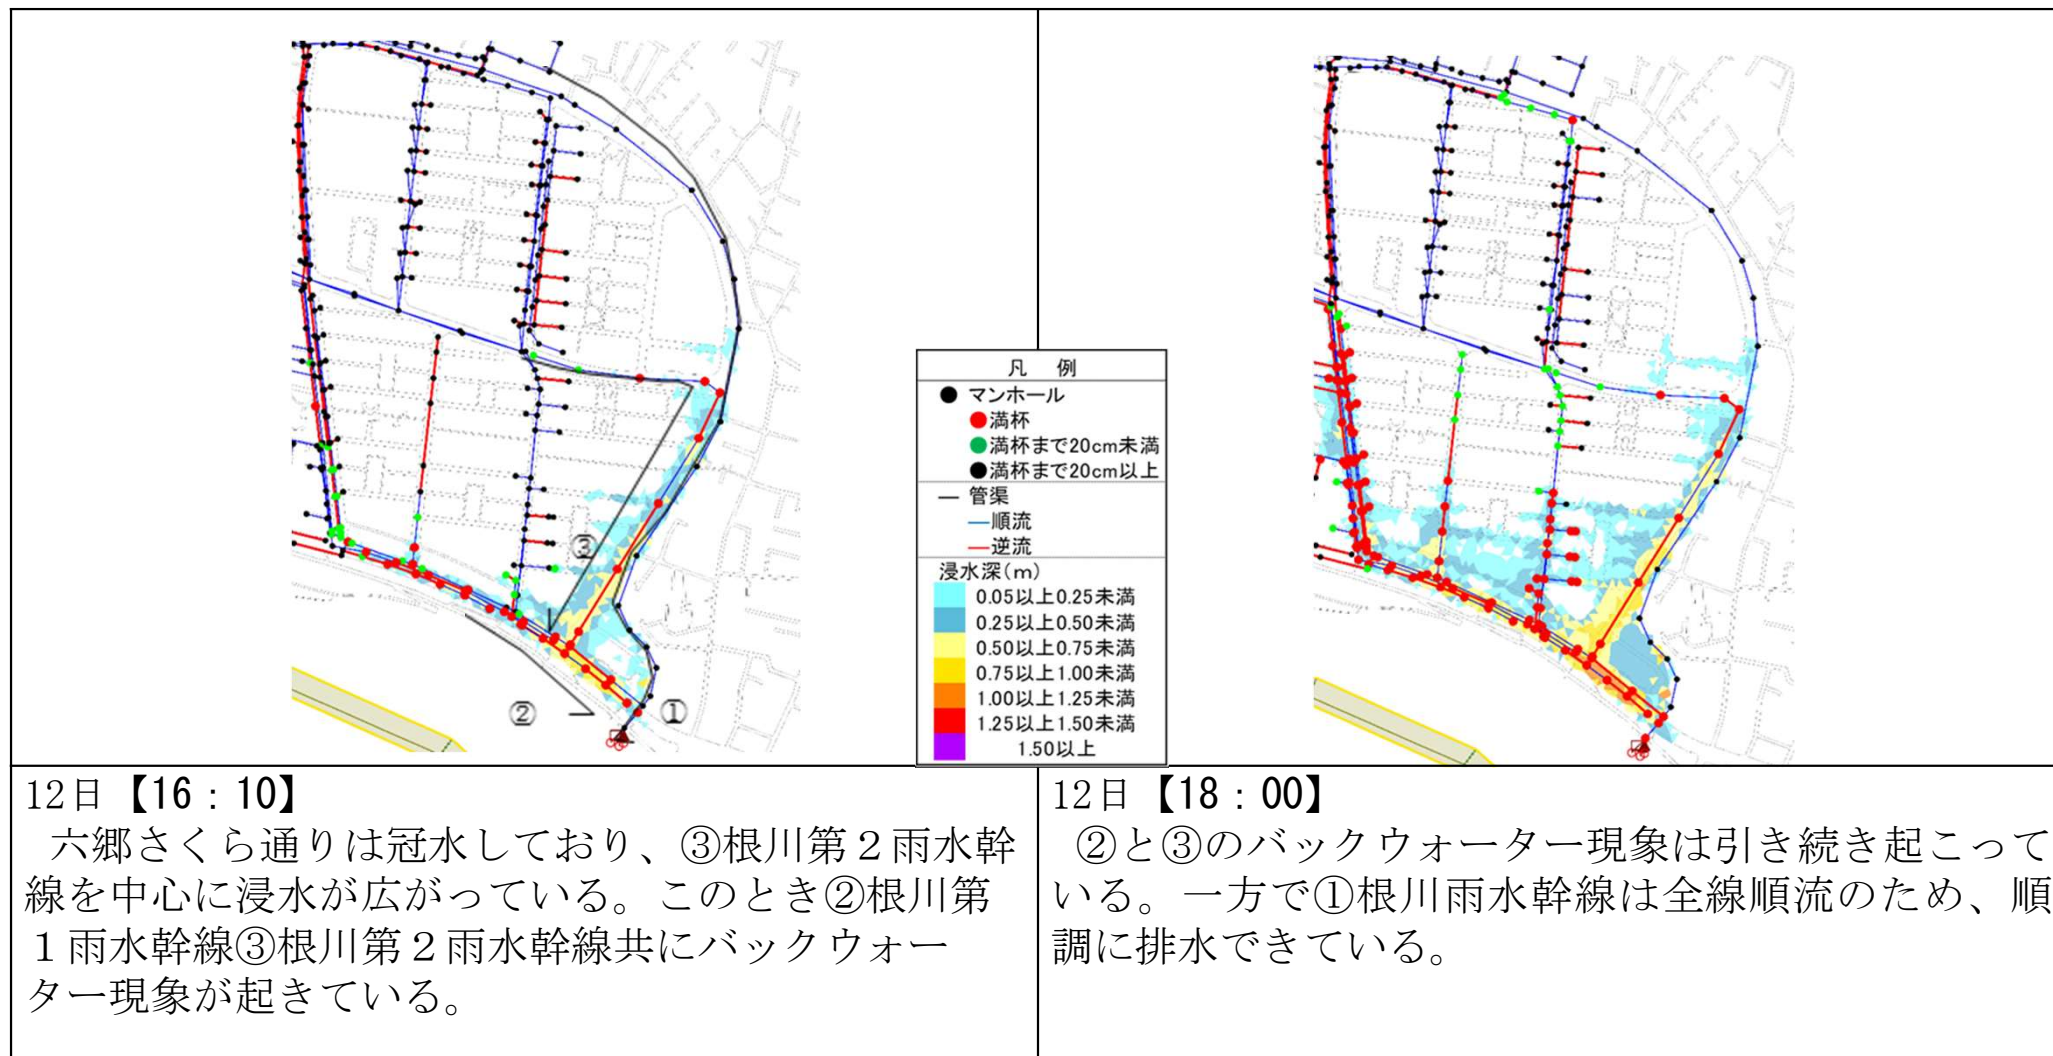 ③
②
①
凡 例
マンホール
満杯
満杯まで20cm未満
満杯まで20cm以上
管渠
順流
逆流
浸水深(m)
0.05以上0.25未満
0.25以上0.50未満
0.50以上0.75未満
0.75以上1.00未満
1.00以上1.25未満
1.25以上1.50未満
1.50以上
12日【16：10】
六郷さくら通りは冠水しており、③根川第２雨水幹
線を中心に浸水が広がっている。このとき②根川第
１雨水幹線③根川第２雨水幹線共にバックウォー
ター現象が起きている。
12日【18：00】
②と③のバックウォーター現象は引き続き起こって
いる。一方で①根川雨水幹線は全線順流のため、順
調に排水できている。